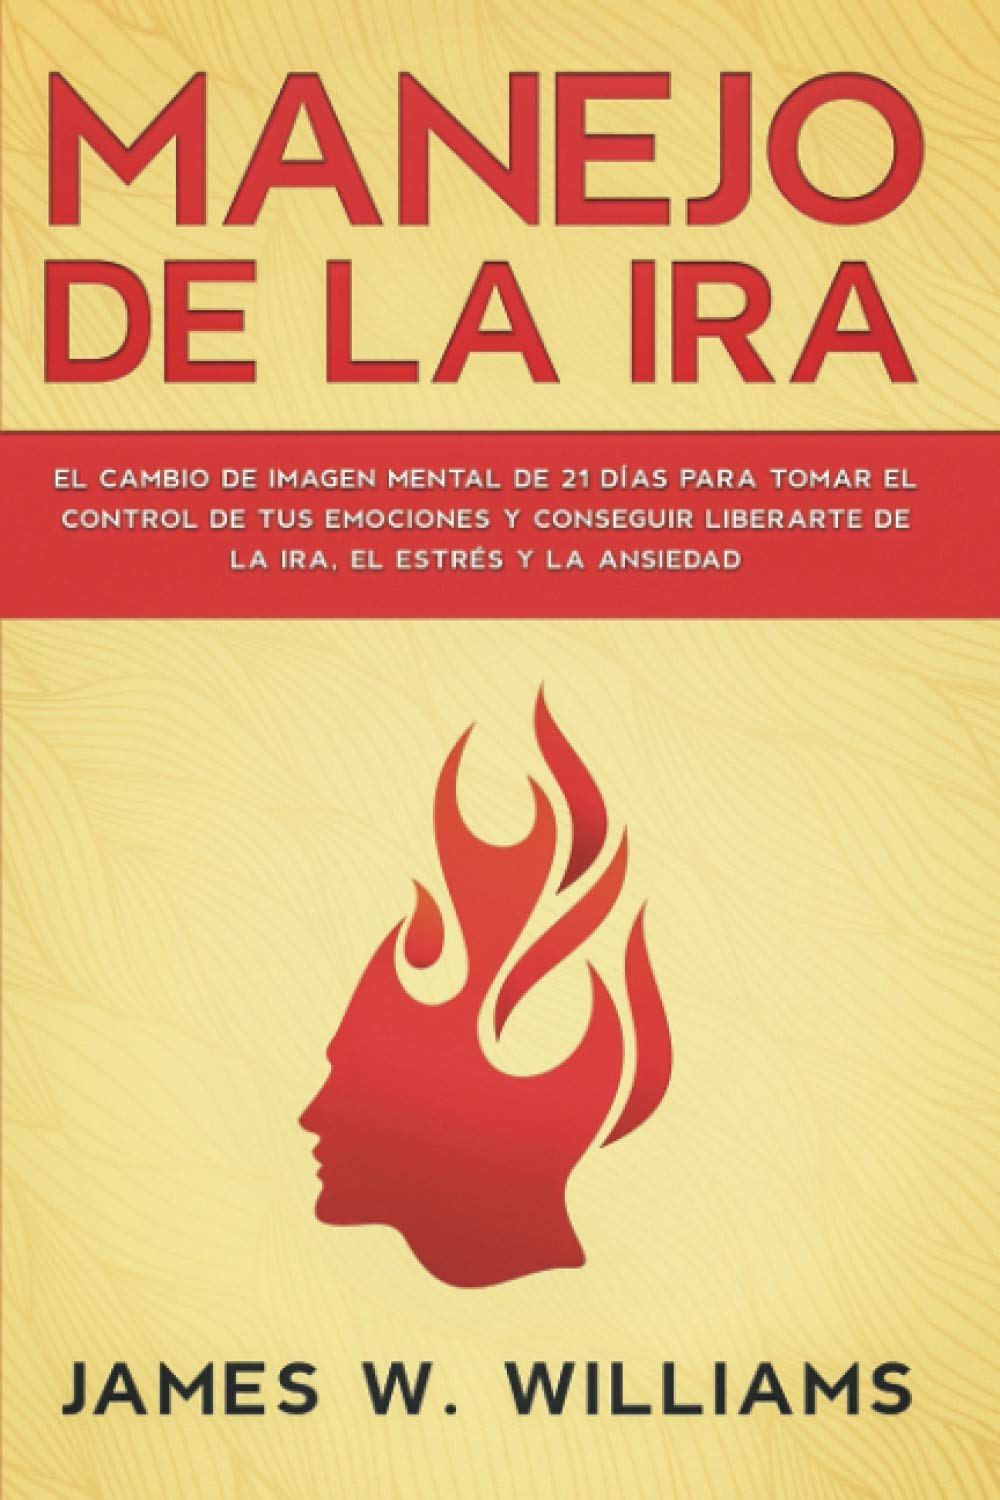 MANEJO
DE LA IRA
EL CAMBIO DE IMAGEN MENTAL DE 21 DÍAS PARA TOMAR EL
CONTROL DE TUS EMOCIONES Y CONSEGUIR LIBERARTE DE
LA IRA, EL ESTRÉS Y LA ANSIEDAD
JAMES W. WILLIAMS